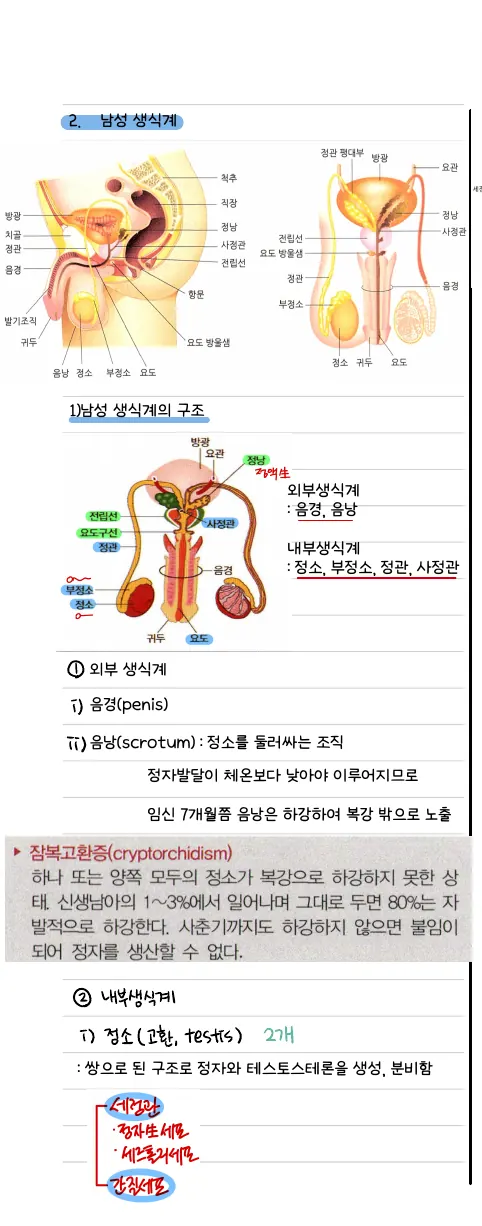 2. 남성 생식계
척추
직장
방광
정낭
치골
사정관
정관
전립선
음경
항문
발기조직
귀두
요도 방울샘
음낭 정소 부정소 요도
정관 팽대부
방광
요관
정낭
사정관
전립선
요도 방울샘
정관
음경
부정소
정소 귀두 요도
1)남성 생식계의 구조
방광
요관
정낭
정액生
전립선
사정관
요도구선
정관
음경
부정소
정소
귀두
요도
외부생식계
: 음경, 음낭
내부생식계
: 정소, 부정소, 정관, 사정관
① 외부 생식계
ⅰ) 음경(penis)
ⅱ) 음낭(scrotum) : 정소를 둘러싸는 조직
정자발달이 체온보다 낮아야 이루어지므로
임신 7개월쯤 음낭은 하강하여 복강 밖으로 노출
▶ 잠복고환증(cryptorchidism)
하나 또는 양쪽 모두의 정소가 복강으로 하강하지 못한 상
태. 신생남아의 1~3%에서 일어나며 그대로 두면 80%는 자
발적으로 하강한다. 사춘기까지도 하강하지 않으면 불임이
되어 정자를 생산할 수 없다.
② 내부생식계
ⅰ) 정소 (고환, testis) 2개
: 쌍으로 된 구조로 정자와 테스토스테론을 생성, 분비함
세정관
·정자生세포
·세르톨리세포
간질세포